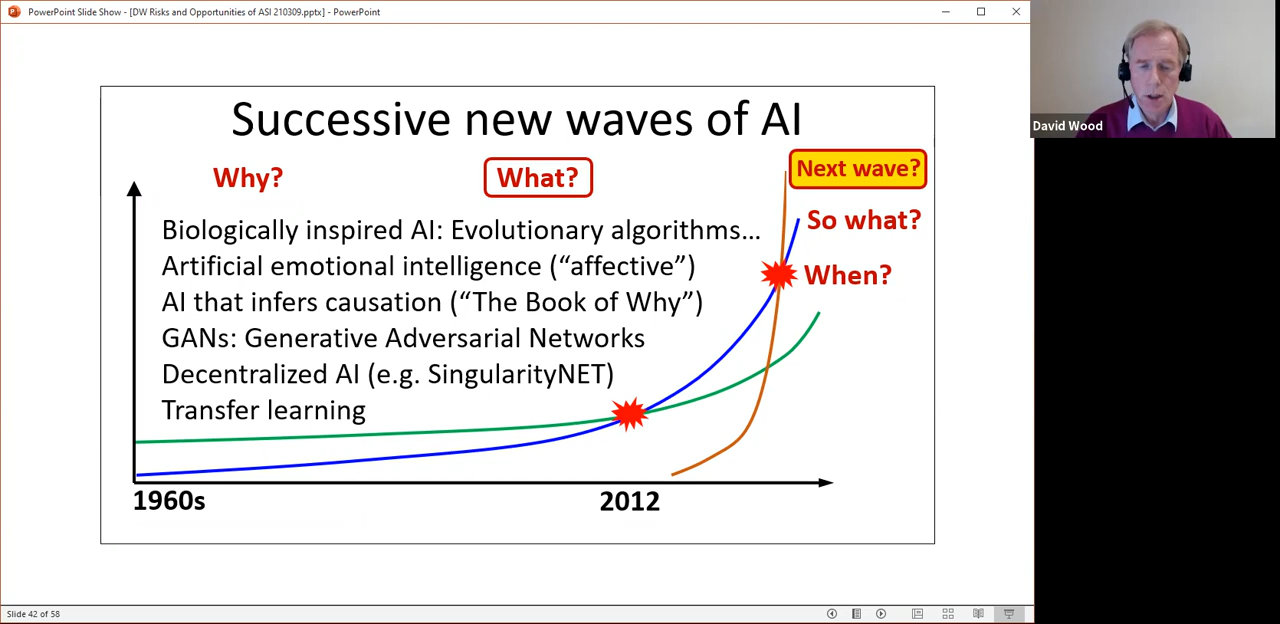 PowerPoint Slide Show - [DW Risks and Opportunities of ASI 210309.pptx] - PowerPoint
David Wood
Successive new waves of AI
Why?
What?
Next wave?
So what?
When?
Biologically inspired AI: Evolutionary algorithms…
Artificial emotional intelligence (“affective”)
AI that infers causation (“The Book of Why”)
GANs: Generative Adversarial Networks
Decentralized AI (e.g. SingularityNET)
Transfer learning
1960s
2012
Slide 42 of 58